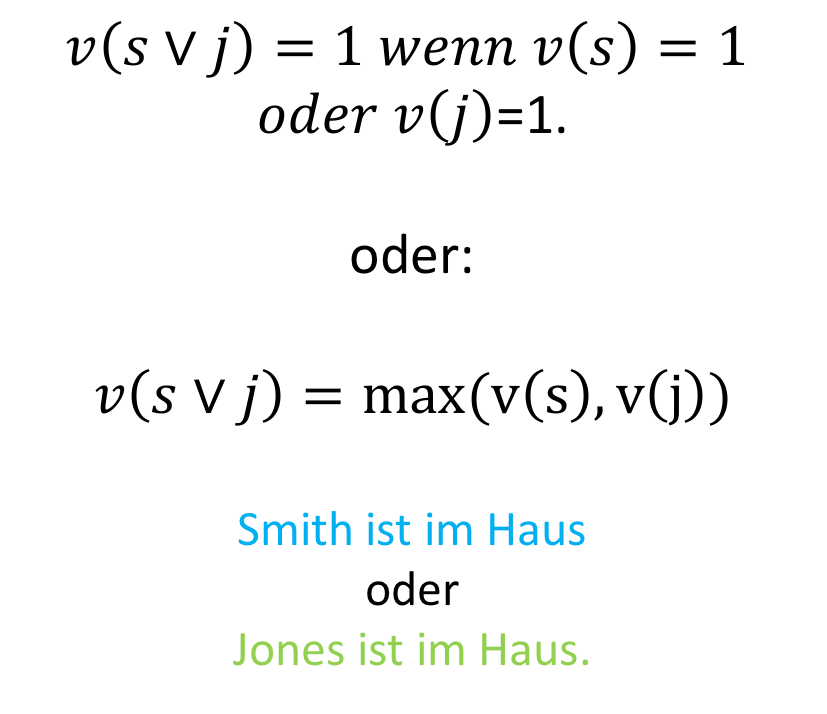 v(s ∨ j) = 1 wenn v(s) = 1
oder v(j)=1.
oder:
v(s ∨ j) = max(v(s), v(j))
Smith ist im Haus
oder
Jones ist im Haus.